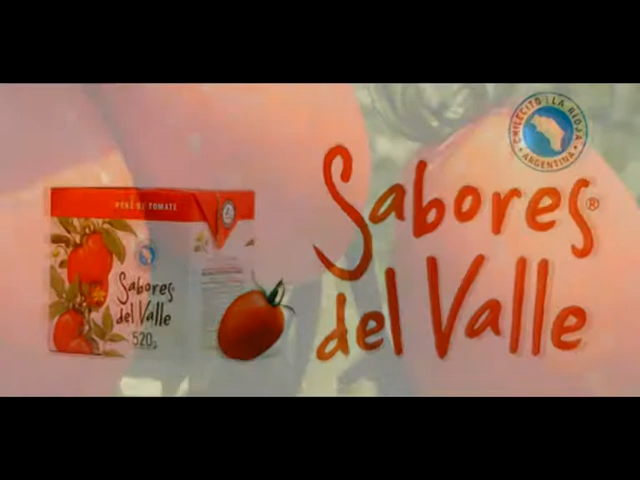 CHILECITO | LA RIOJA
• ARGENTINA •
Sabores®
del Valle
PURÉ DE TOMATE
Sabores
del Valle
520g